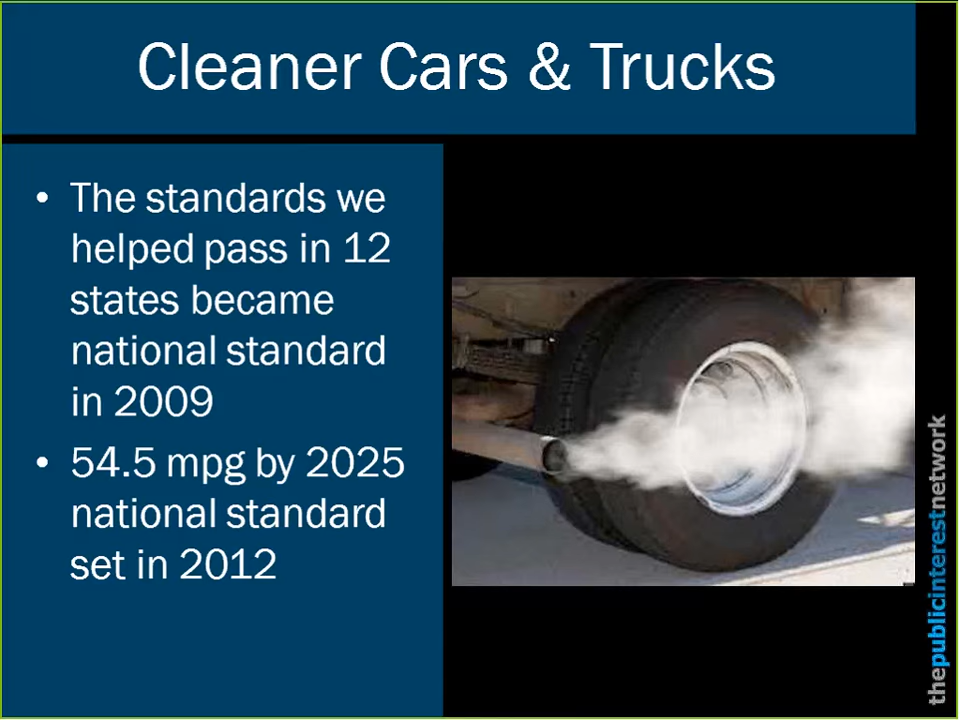 Cleaner Cars & Trucks
• The standards we
helped pass in 12
states became
national standard
in 2009
• 54.5 mpg by 2025
national standard
set in 2012
thepublicinterestnetwork